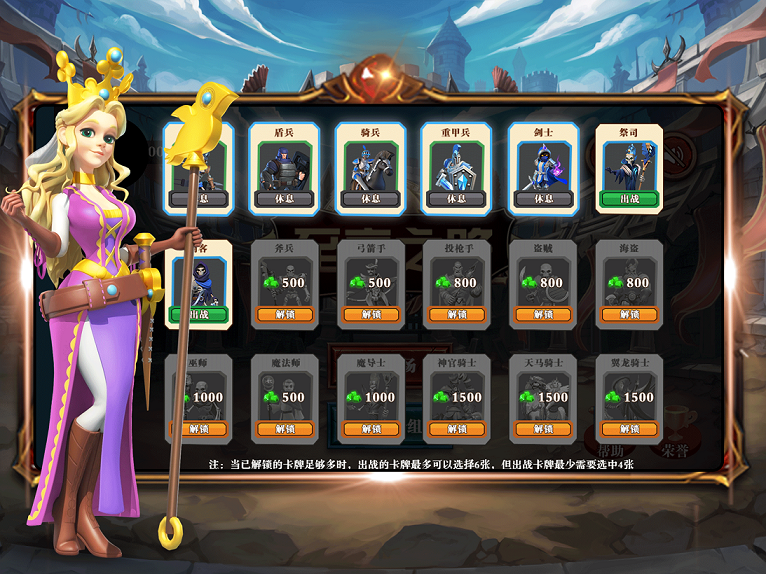 00
盾兵 骑兵 重甲兵 剑士 祭司
息 休息 休息 休息 休息 出战
客 斧兵 弓箭手 投枪手 盗贼 海盗
500 500 800 800 800
出战 解锁 解锁 解锁 解锁 解锁
巫师 魔法师 魔导士 神官骑士 天马骑士 翼龙骑士
1000 500 1000 1500 1500 1500
解锁 解锁 解锁 解锁 解锁 解锁
帮助 荣誉
注：当已解锁的卡牌足够多时，出战的卡牌最多可以选择6张，但出战卡牌最少需要选中4张